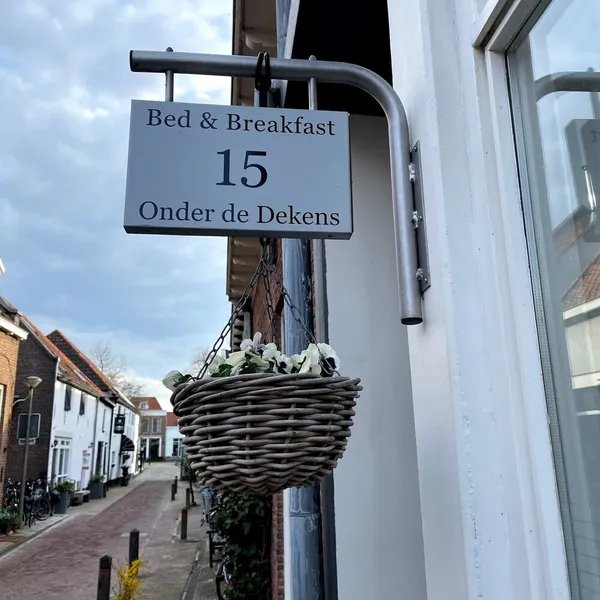 Bed & Breakfast
15
Onder de Dekens